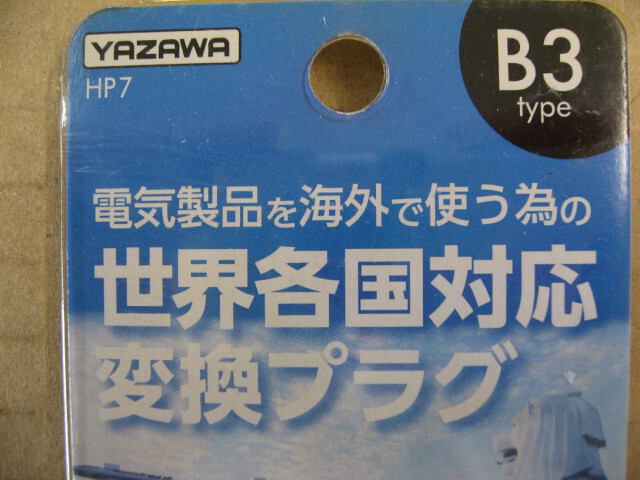 YAZAWA
HP7
B3
type
電気製品を海外で使う為の
世界各国対応
変換プラグ